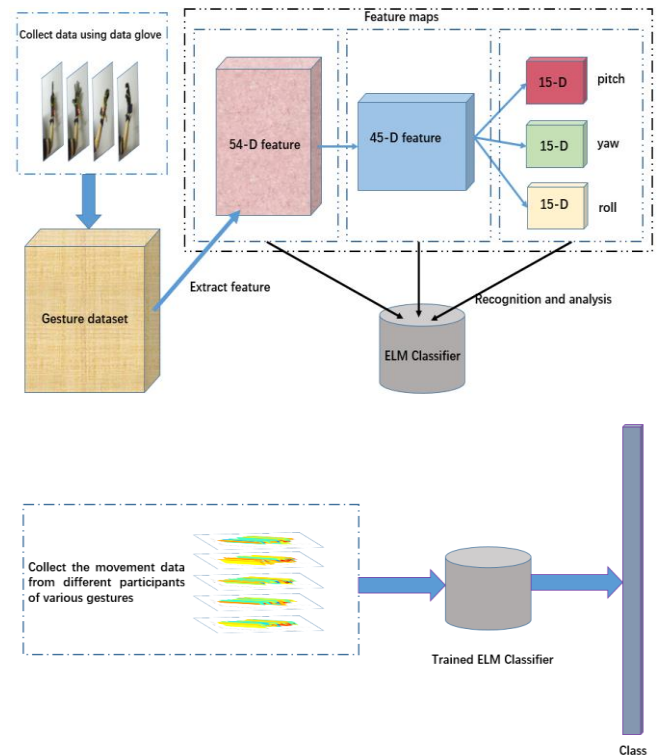 Collect data using data glove
Feature maps
54-D feature
45-D feature
15-D
pitch
15-D
yaw
15-D
roll
Gesture dataset
Extract feature
Recognition and analysis
ELM Classifier
Collect the movement data
from different participants
of various gestures
Trained ELM Classifier
Class